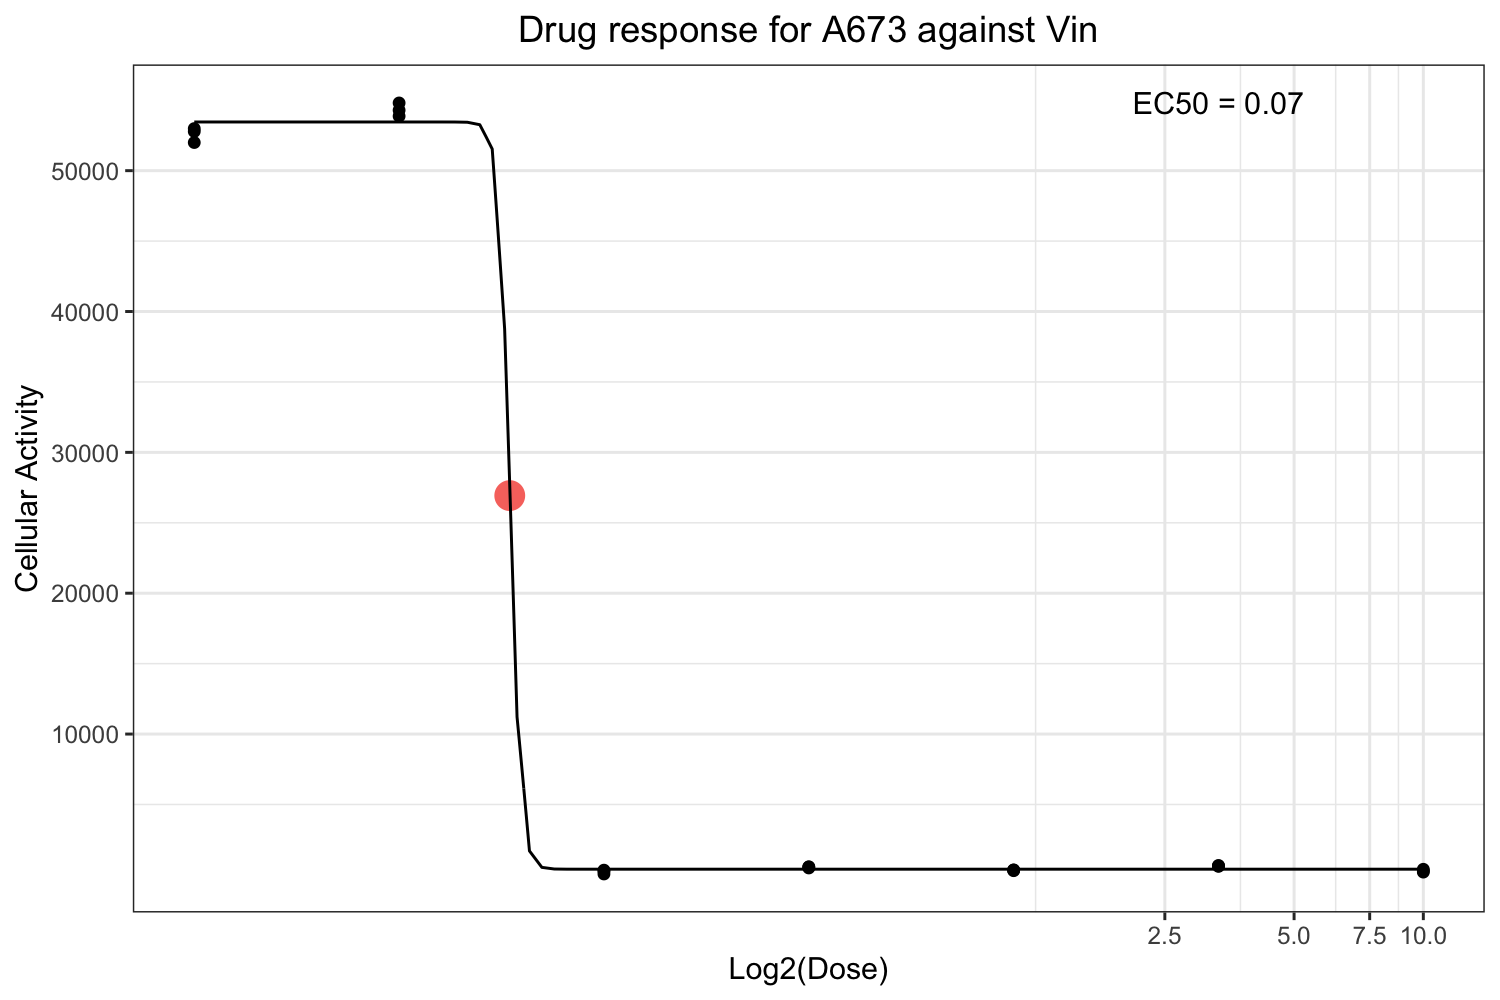 Drug response for A673 against Vin
EC50 = 0.07
50000
40000
30000
20000
10000
Cellular Activity
2.5 5.0 7.5 10.0
Log2(Dose)